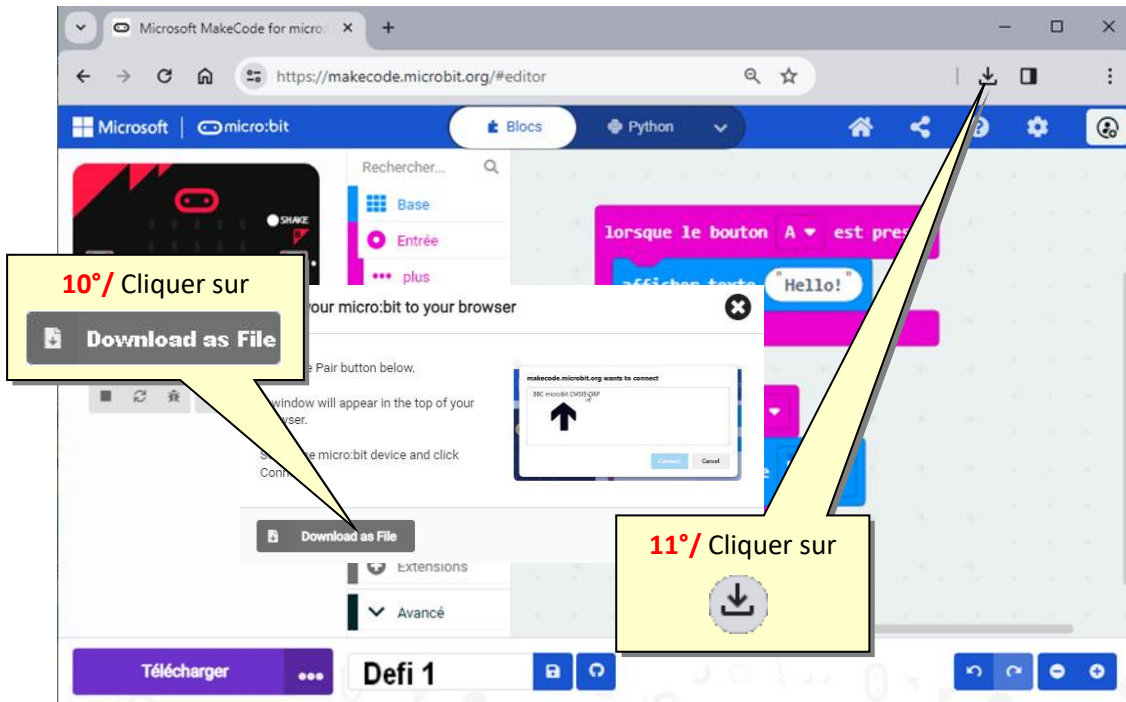 Microsoft MakeCode for micro:
https://makecode.microbit.org/#editor
Microsoft | micro:bit
Blocs
Python
Rechercher...
Base
SHAKE
Entrée
plus
lorsque le bouton A est pres
afficher texte "Hello!"
10°/ Cliquer sur
Download as File
your micro:bit to your browser
Pair button below.
window will appear in the top of your
micro:bit device and click
makecode.microbit.org wants to connect
BBC micro:bit CMSIS-DAP
Connect
Cancel
Download as File
11°/ Cliquer sur
Extensions
Avancé
Télécharger
Defi 1